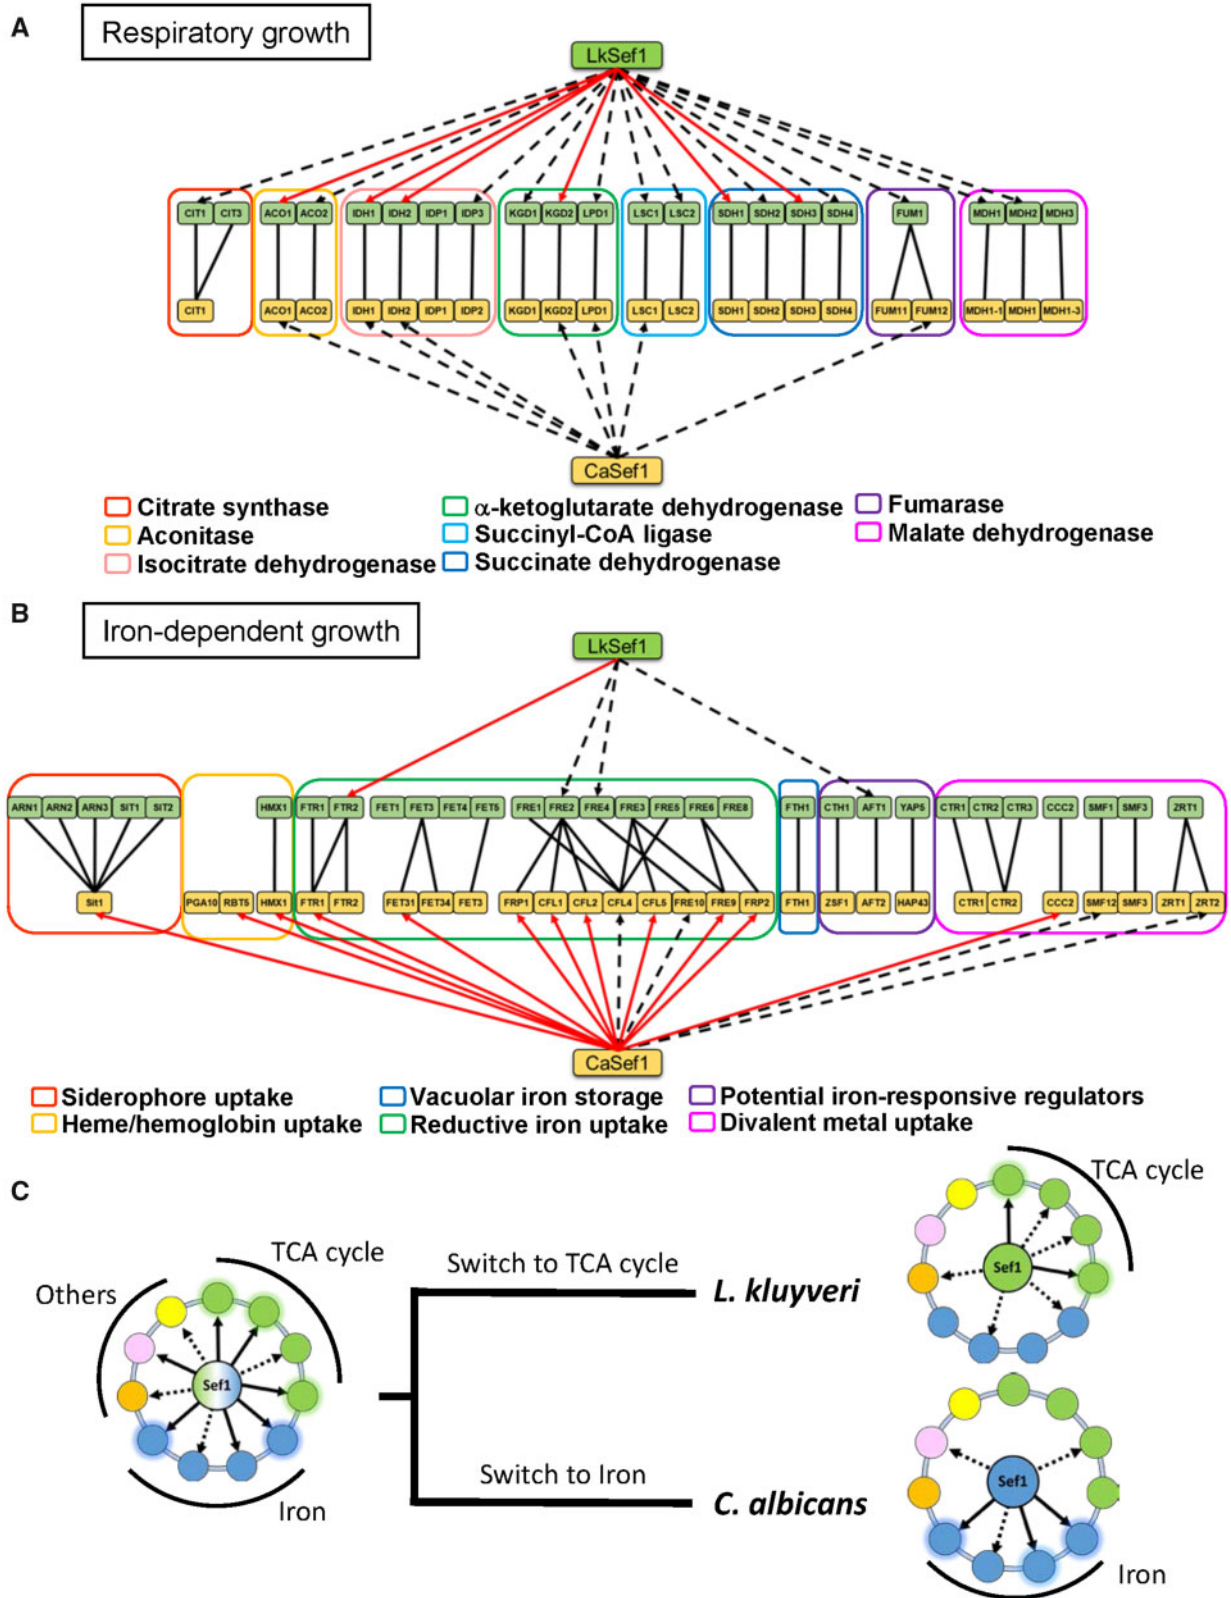 A
Respiratory growth
LkSef1
CIT1 CIT3 ACO1 ACO2 IDH1 IDH2 IDP1 IDP3 KGD1 KGD2 LPD1 LSC1 LSC2 SDH1 SDH2 SDH3 SDH4 FUM1 MDH1 MDH2 MDH3
CIT1 ACO1 ACO2 IDH1 IDH2 IDP1 IDP2 KGD1 KGD2 LPD1 LSC1 LSC2 SDH1 SDH2 SDH3 SDH4 FUM11 FUM12 MDH1-1 MDH1 MDH1-3
CaSef1
Citrate synthase
Aconitase
Isocitrate dehydrogenase
α-ketoglutarate dehydrogenase
Succinyl-CoA ligase
Succinate dehydrogenase
Fumarase
Malate dehydrogenase
B
Iron-dependent growth
LkSef1
ARN1 ARN2 ARN3 SIT1 SIT2 HMX1 FTR1 FTR2 FET1 FET3 FET4 FET5 FRE1 FRE2 FRE4 FRE3 FRE5 FRE6 FRE8 FTH1 CTH1 AFT1 YAP5 CTR1 CTR2 CTR3 CCC2 SMF1 SMF3 ZRT1
Sit1 PGA10 RBT5 HMX1 FTR1 FTR2 FET31 FET34 FET3 FRP1 CFL1 CFL2 CFL4 CFL5 FRE10 FRE9 FRP2 FTH1 ZSF1 AFT2 HAP43 CTR1 CTR2 CCC2 SMF12 SMF3 ZRT1 ZRT2
CaSef1
Siderophore uptake
Heme/hemoglobin uptake
Vacuolar iron storage
Reductive iron uptake
Potential iron-responsive regulators
Divalent metal uptake
C
TCA cycle
Others
Sef1
Iron
Switch to TCA cycle
L. kluyveri
TCA cycle
Sef1
Switch to Iron
C. albicans
Sef1
Iron